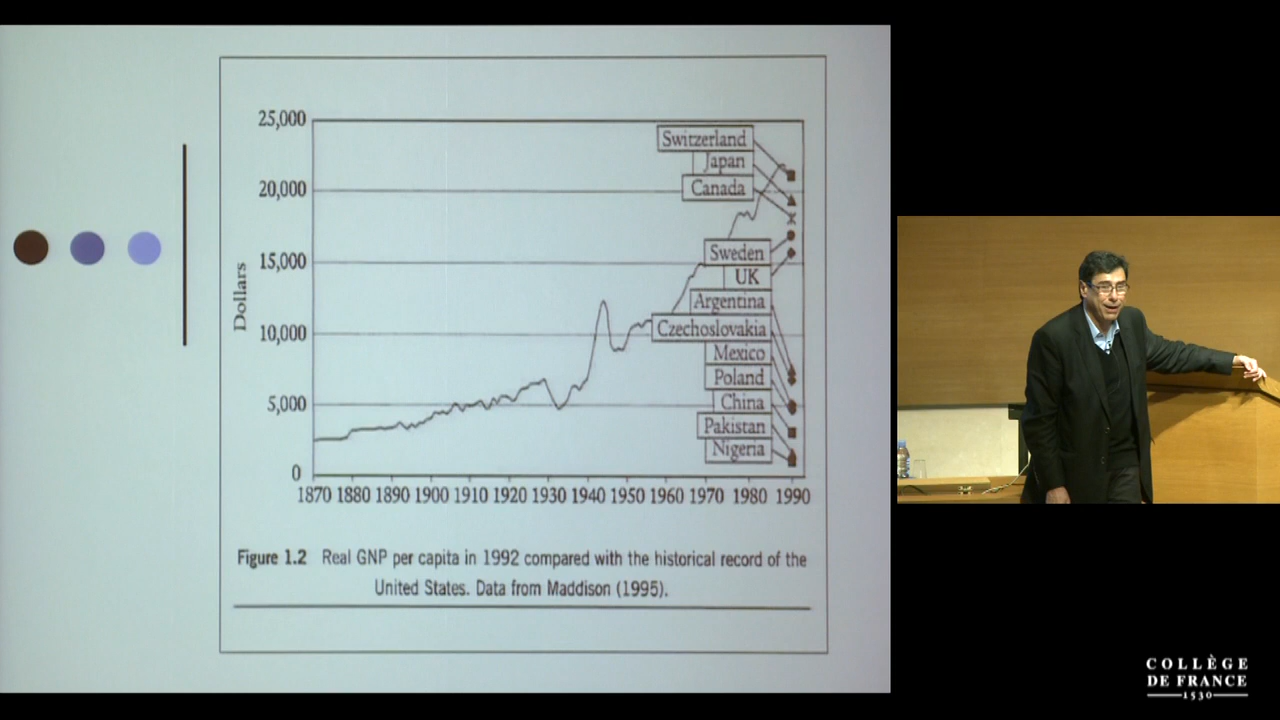 25,000
20,000
15,000
10,000
5,000
0
Dollars
Switzerland
Japan
Canada
Sweden
UK
Argentina
Czechoslovakia
Mexico
Poland
China
Pakistan
Nigeria
1870 1880 1890 1900 1910 1920 1930 1940 1950 1960 1970 1980 1990
Figure 1.2 Real GNP per capita in 1992 compared with the historical record of the
United States. Data from Maddison (1995).
COLLÈGE
DE FRANCE
1530